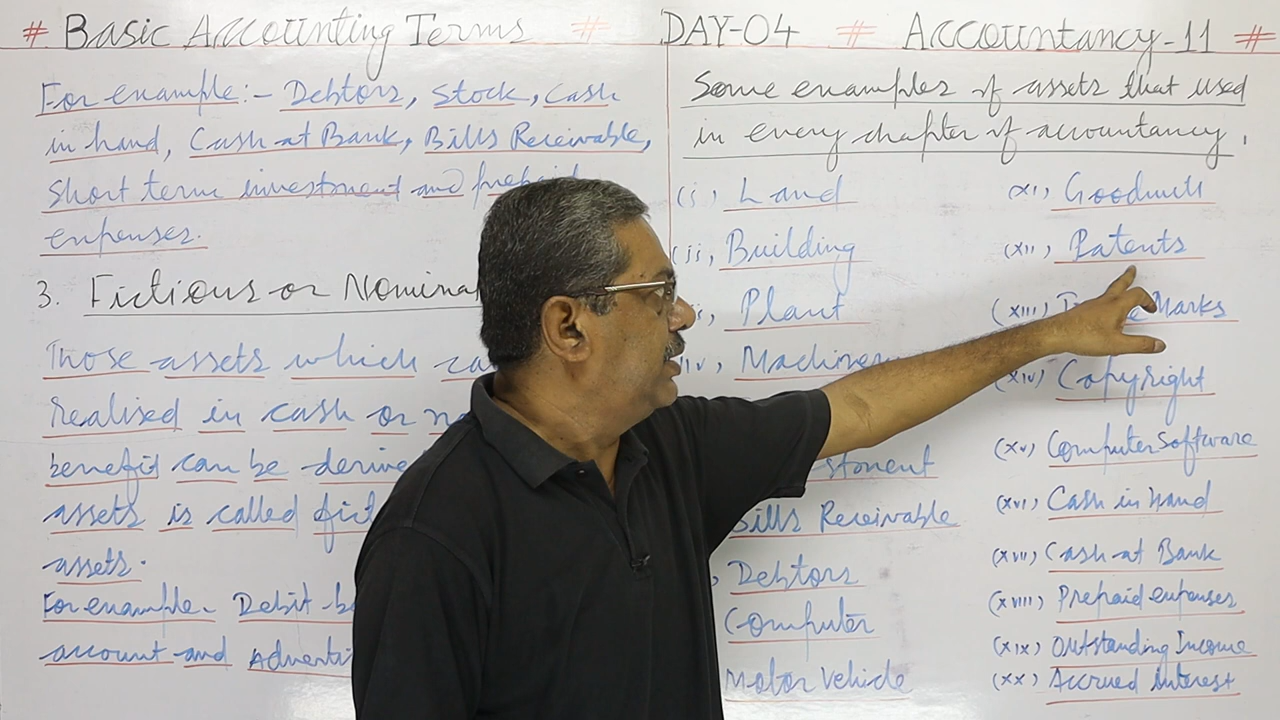 # Basic Accounting Terms # DAY-04 # Accountancy-11 #
For example:- Debtors, Stock, Cash
in hand, Cash at Bank, Bills Receivable,
Short term investment and prepaid
expenses.
3. Fictious or Nominal
Those assets which ca
realised in cash or n
benefit can be derive
assets is called fict
assets.
For example- Debit b
account and Adverti
Some examples of assets that used
in every chapter of accountancy.
(i) Land
(ii) Building
Plant
Machinery
stment
Bills Receivable
Debtors
Computer
Motor Vehicle
(xi) Goodwill
(xii) Patents
(xiii) Marks
(xiv) Copyright
(xv) Computer Software
(xvi) Cash in hand
(xvii) Cash at Bank
(xviii) Prepaid expenses
(xix) Outstanding Income
(xx) Accrued Interest